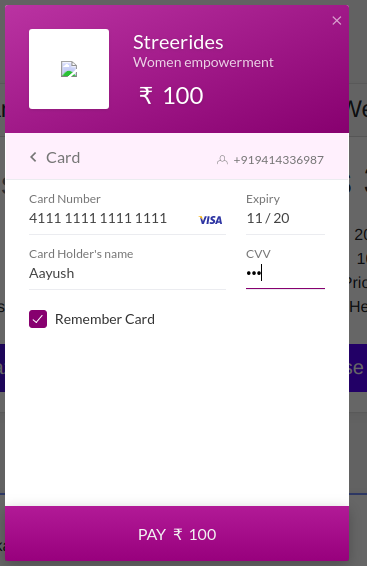 Streerides
Women empowerment
₹ 100
Card
+919414336987
Card Number
Expiry
4111 1111 1111 1111
VISA
11 / 20
Card Holder's name
CVV
Aayush
•••
Remember Card
PAY ₹ 100